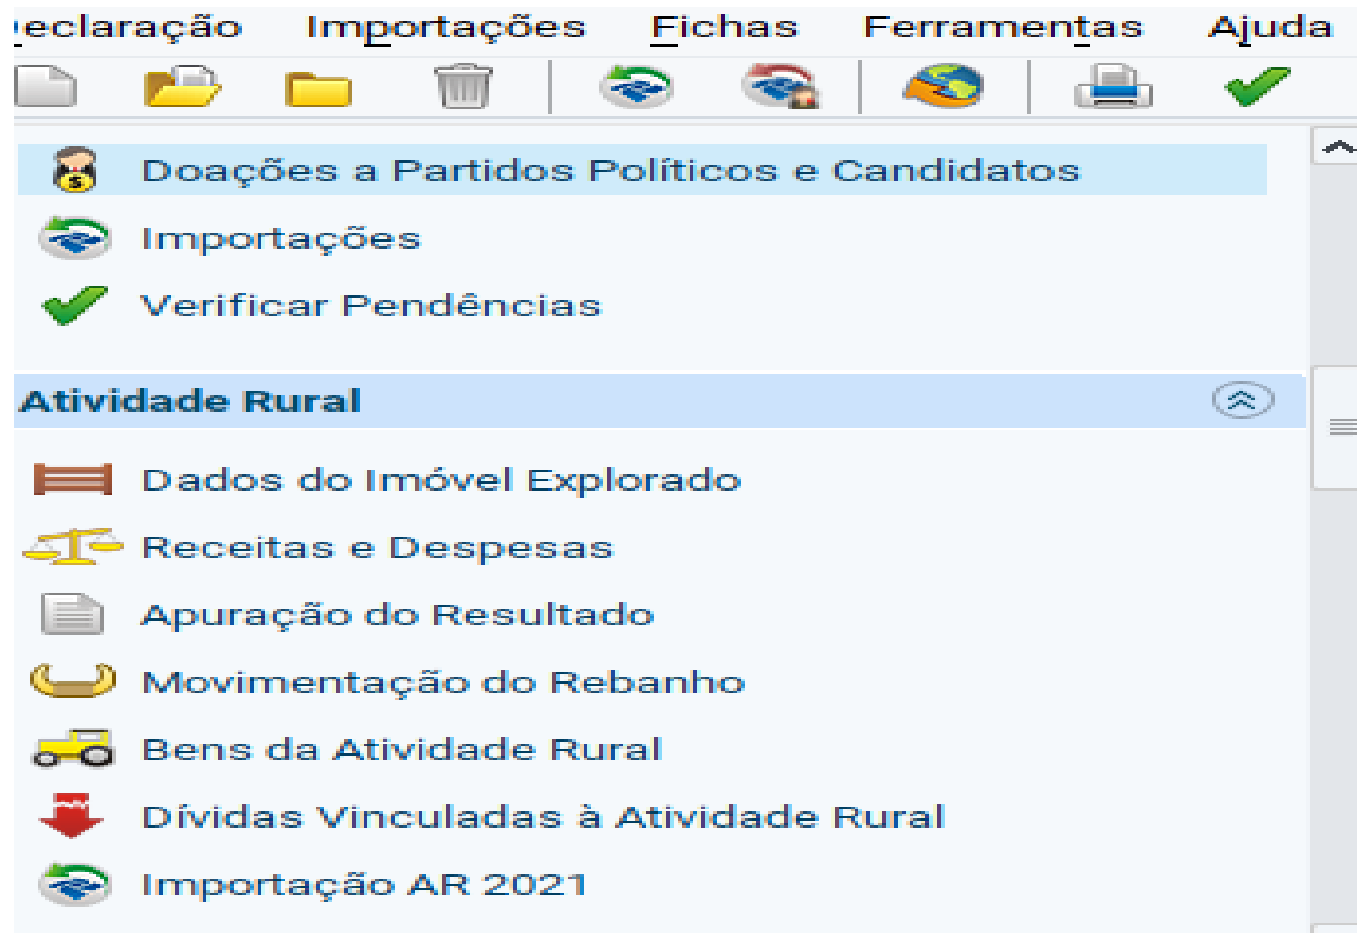 eclaração Importações Fichas Ferramentas Ajuda
Doações a Partidos Políticos e Candidatos
Importações
Verificar Pendências
Atividade Rural
Dados do Imóvel Explorado
Receitas e Despesas
Apuração do Resultado
Movimentação do Rebanho
Bens da Atividade Rural
Dívidas Vinculadas à Atividade Rural
Importação AR 2021